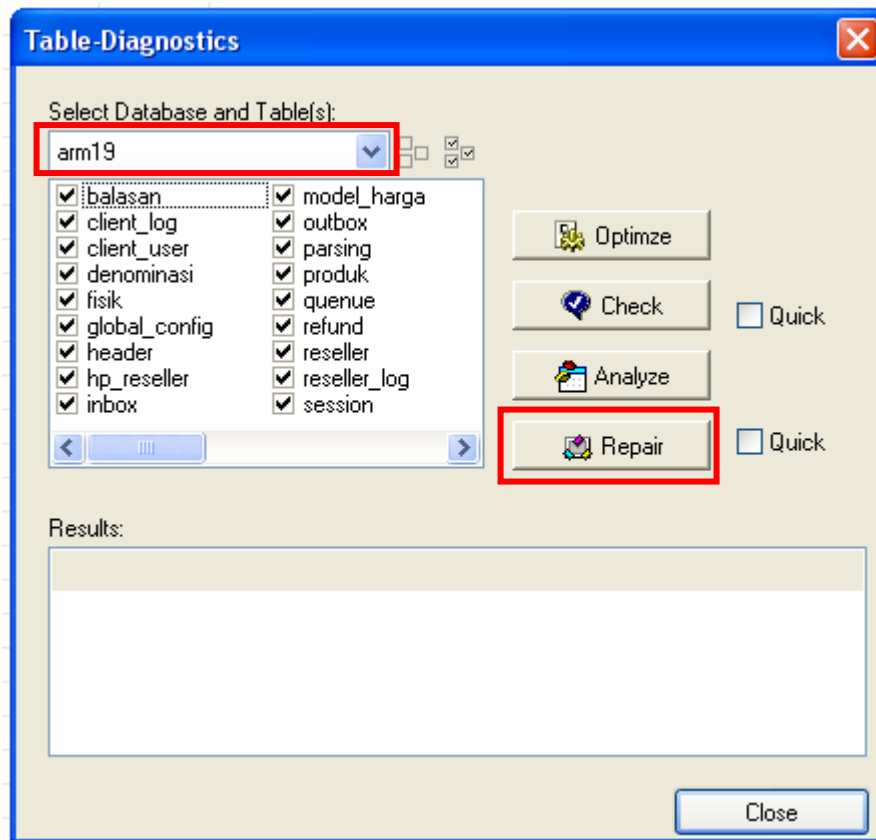 Table-Diagnostics
Select Database and Table(s):
arm19
balasan model_harga
client_log outbox
client_user parsing
denominasi produk
fisik quenue
global_config refund
header reseller
hp_reseller reseller_log
inbox session
Optimze
Check Quick
Analyze
Repair Quick
Results:
Close